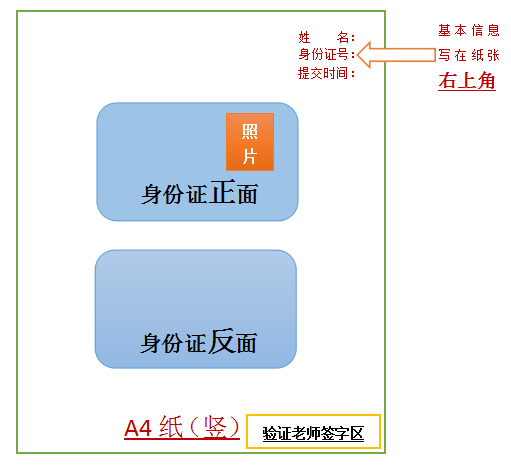 姓　　名：
身份证号：
提交时间：
基本信息
写在纸张
右上角
照
片
身份证正面
身份证反面
A4纸（竖）
验证老师签字区